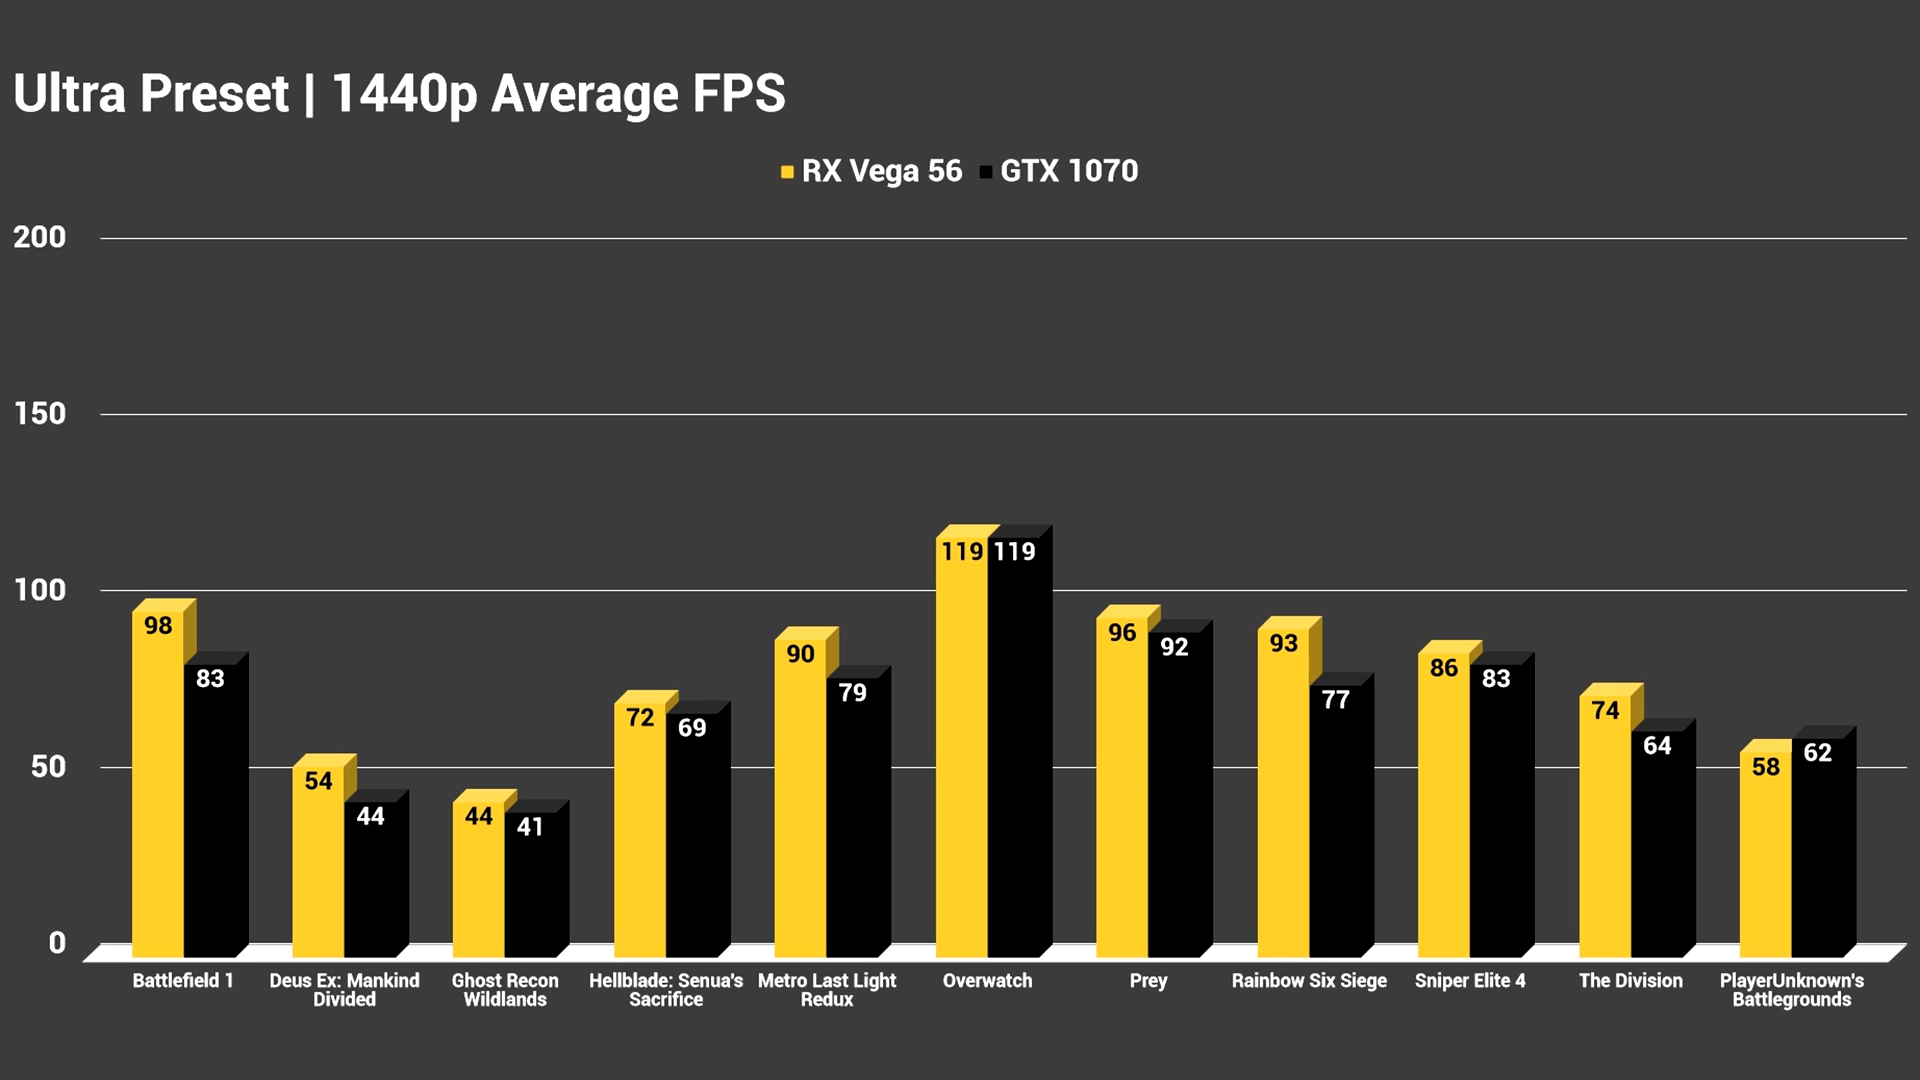 Ultra Preset | 1440p Average FPS
RX Vega 56 GTX 1070
200
150
100
50
0
98 83
54 44
44 41
72 69
90 79
119 119
96 92
93 77
86 83
74 64
58 62
Battlefield 1
Deus Ex: Mankind
Divided
Ghost Recon
Wildlands
Hellblade: Senua's
Sacrifice
Metro Last Light
Redux
Overwatch
Prey
Rainbow Six Siege
Sniper Elite 4
The Division
PlayerUnknown's
Battlegrounds